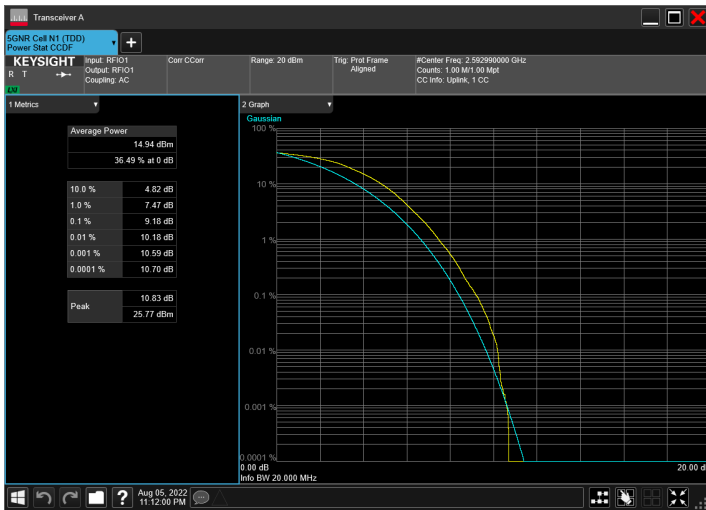 Transceiver A
5GNR Cell N1 (TDD)
Power Stat CCDF
KEYSIGHT
R T
LXI
Input: RFIO1
Output: RFIO1
Coupling: AC
Corr CCorr
Range: 20 dBm
Trig: Prot Frame
Aligned
#Center Freq: 2.592990000 GHz
Counts: 1.00 M/1.00 Mpt
CC Info: Uplink, 1 CC
1 Metrics
Average Power
14.94 dBm
36.49 % at 0 dB
10.0 % 4.82 dB
1.0 % 7.47 dB
0.1 % 9.18 dB
0.01 % 10.18 dB
0.001 % 10.59 dB
0.0001 % 10.70 dB
Peak
10.83 dB
25.77 dBm
2 Graph
Gaussian
100 %
10 %
1 %
0.1 %
0.01 %
0.001 %
0.0001 %
0.00 dB
20.00 d
Info BW 20.000 MHz
?
Aug 05, 2022
11:12:00 PM